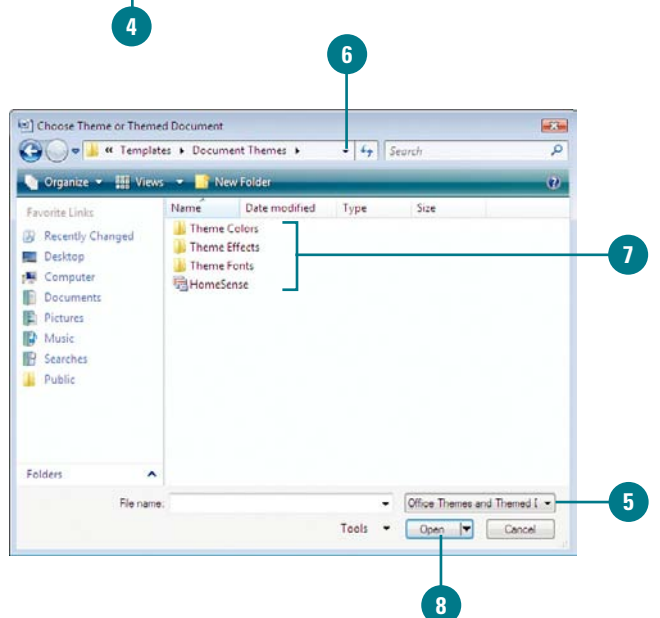 4
6
Choose Theme or Themed Document
« Templates ▸ Document Themes ▸ Search
Organize Views New Folder
Favorite Links
Name Date modified Type Size
Recently Changed
Desktop
Computer
Documents
Pictures
Music
Searches
Public
Theme Colors
Theme Effects
Theme Fonts
HomeSense
7
Folders
File name:
Office Themes and Themed D
5
Tools Open Cancel
8